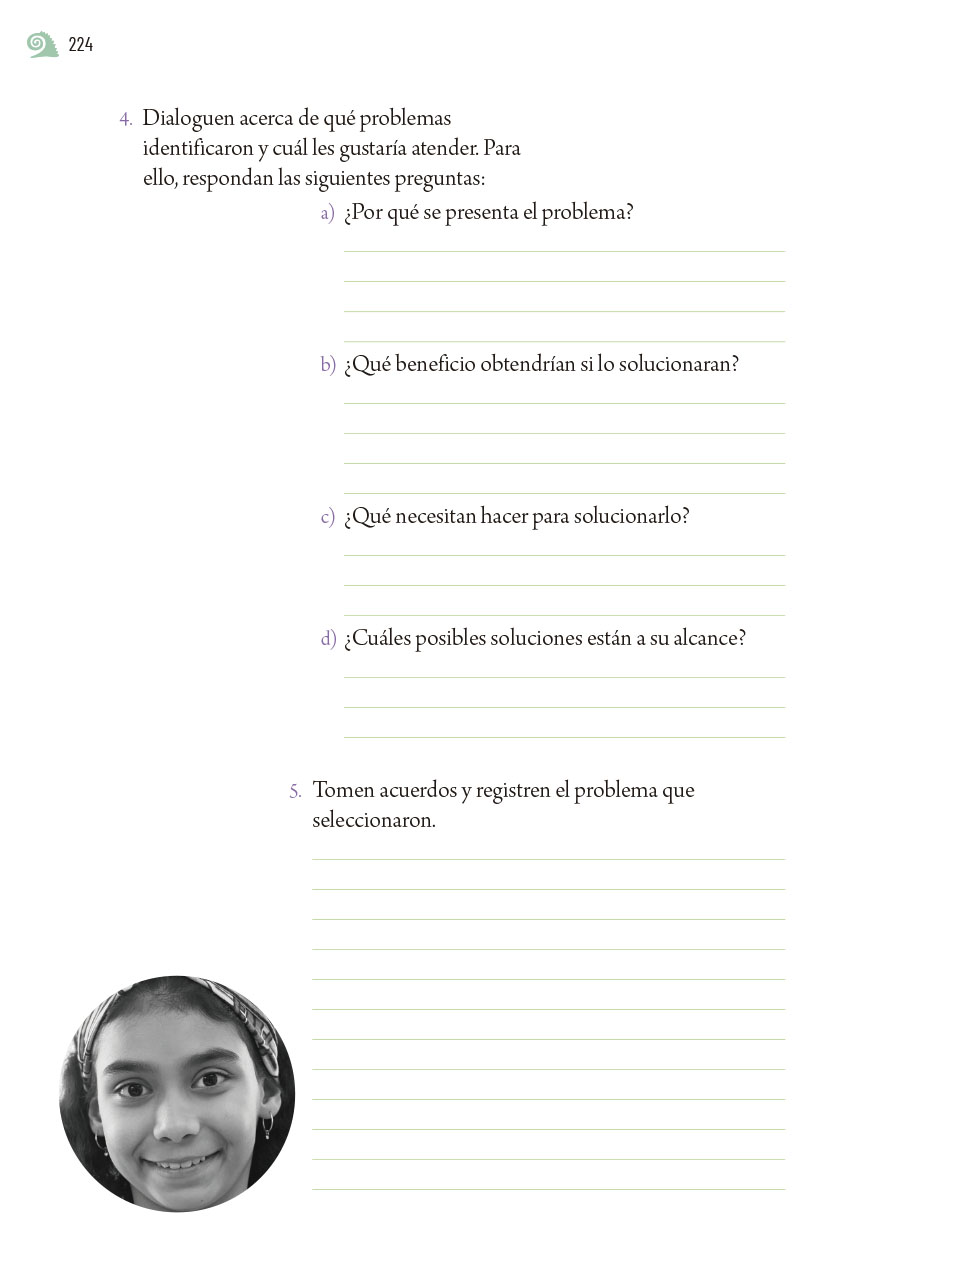 224
4. Dialoguen acerca de qué problemas
identificaron y cuál les gustaría atender. Para
ello, respondan las siguientes preguntas:
a) ¿Por qué se presenta el problema?
b) ¿Qué beneficio obtendrían si lo solucionaran?
c) ¿Qué necesitan hacer para solucionarlo?
d) ¿Cuáles posibles soluciones están a su alcance?
5. Tomen acuerdos y registren el problema que
seleccionaron.